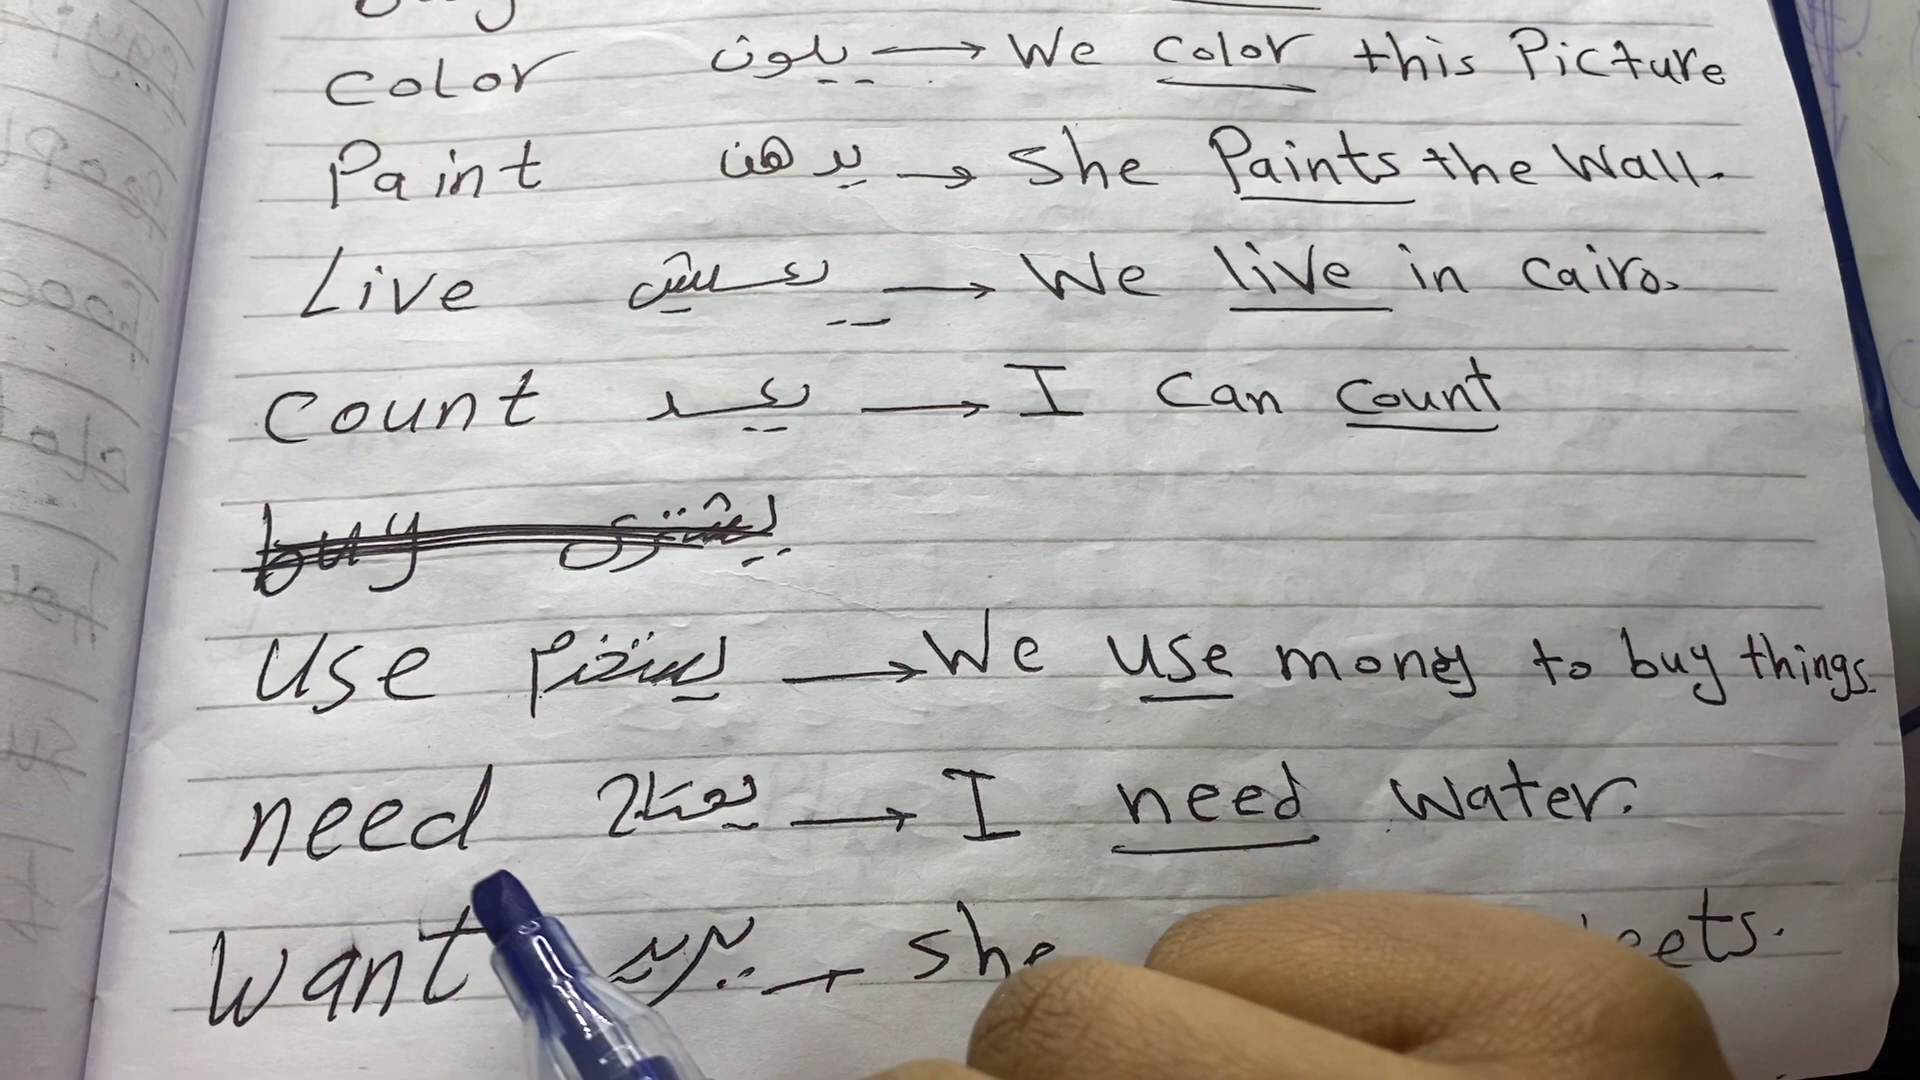 color يلون → We color this Picture
Paint يدهن → She Paints the Wall.
Live يعيش → We live in Cairo.
Count يعد → I Can Count
buy يشترى
Use يستخدم → We use money to buy things.
need يحتاج → I need water.
Want يريد → She